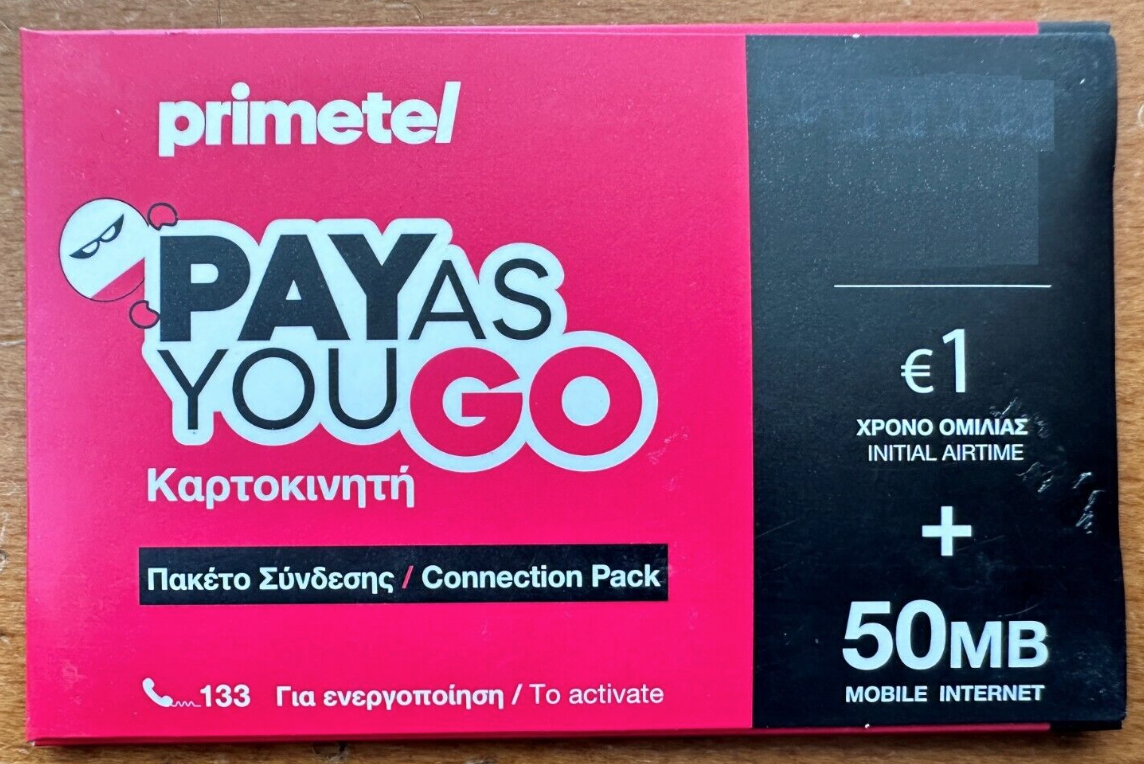 primetel
PAY AS
YOU GO
Καρτοκινητή
Πακέτο Σύνδεσης / Connection Pack
133 Για ενεργοποίηση / To activate
€1
ΧΡΟΝΟ ΟΜΙΛΙΑΣ
INITIAL AIRTIME
+
50MB
MOBILE INTERNET